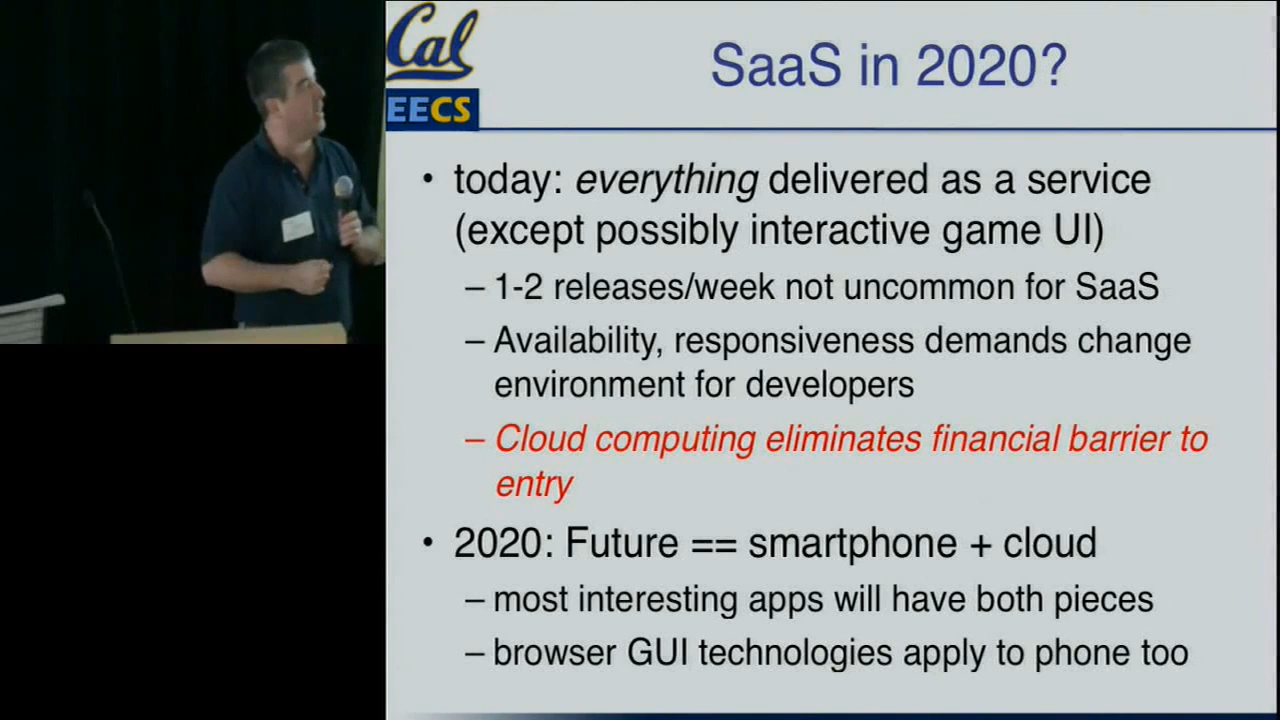 Cal
EECS
SaaS in 2020?
• today: everything delivered as a service
(except possibly interactive game UI)
– 1-2 releases/week not uncommon for SaaS
– Availability, responsiveness demands change
environment for developers
– Cloud computing eliminates financial barrier to
entry
• 2020: Future == smartphone + cloud
– most interesting apps will have both pieces
– browser GUI technologies apply to phone too